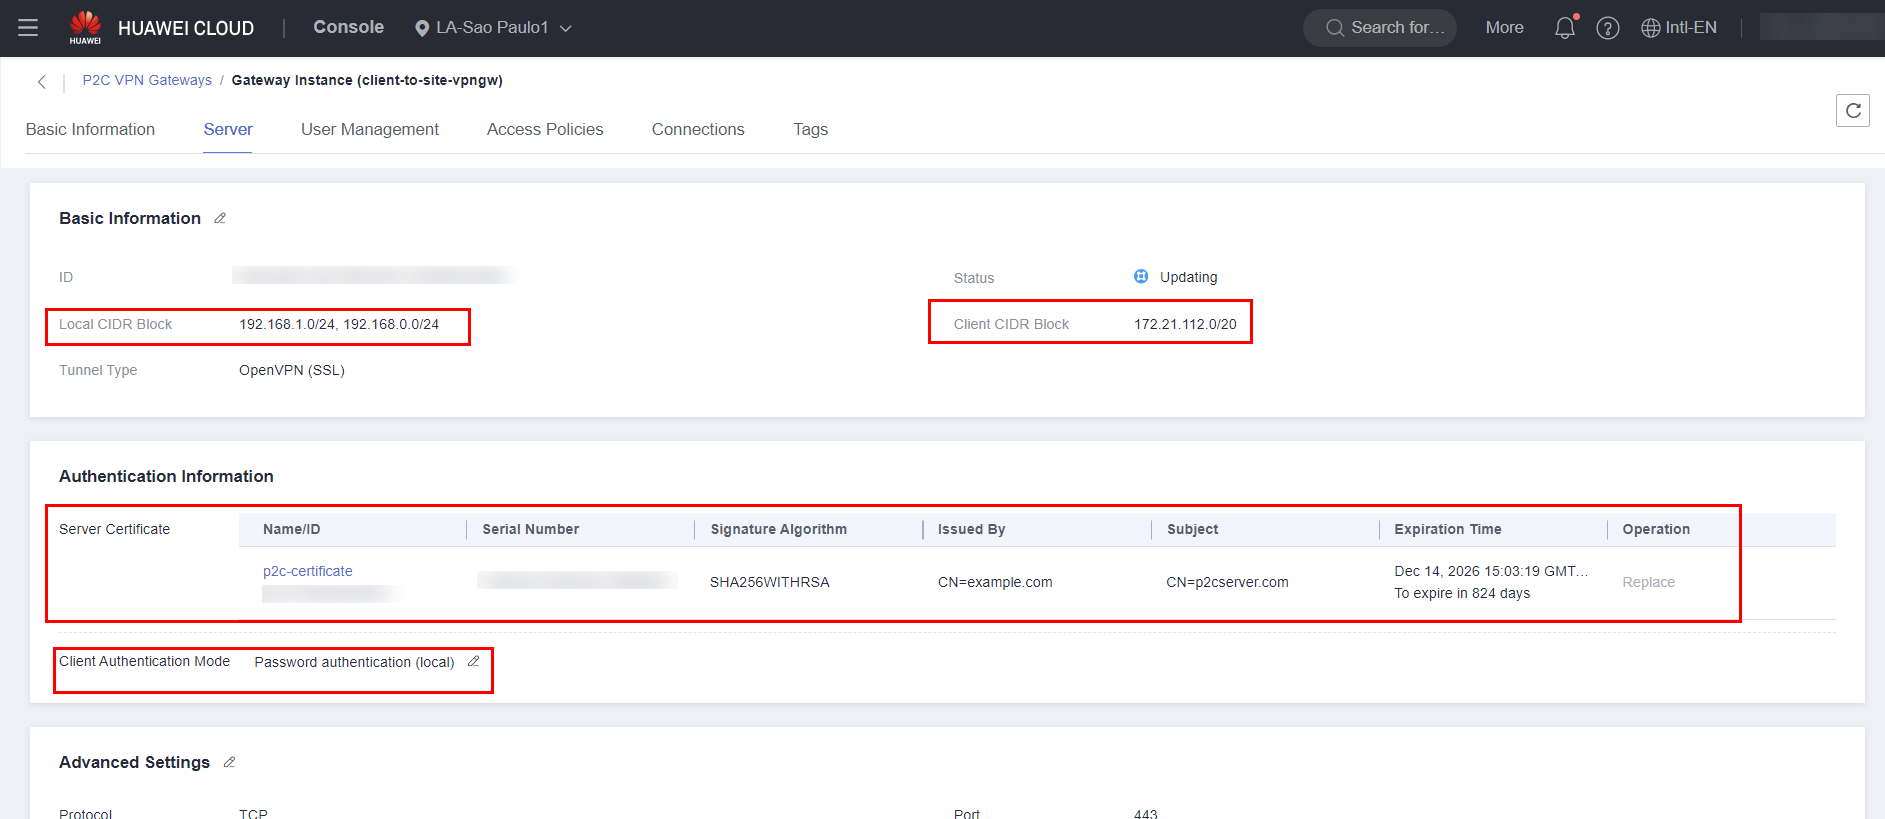 HUAWEI
HUAWEI CLOUD
Console
LA-Sao Paulo1
Search for...
More
Intl-EN
P2C VPN Gateways / Gateway Instance (client-to-site-vpngw)
Basic Information
Server
User Management
Access Policies
Connections
Tags
Basic Information
ID
Status
Updating
Local CIDR Block
192.168.1.0/24, 192.168.0.0/24
Client CIDR Block
172.21.112.0/20
Tunnel Type
OpenVPN (SSL)
Authentication Information
Server Certificate
Name/ID
Serial Number
Signature Algorithm
Issued By
Subject
Expiration Time
Operation
p2c-certificate
SHA256WITHRSA
CN=example.com
CN=p2cserver.com
Dec 14, 2026 15:03:19 GMT...
To expire in 824 days
Replace
Client Authentication Mode
Password authentication (local)
Advanced Settings
Protocol
TCP
Port
443